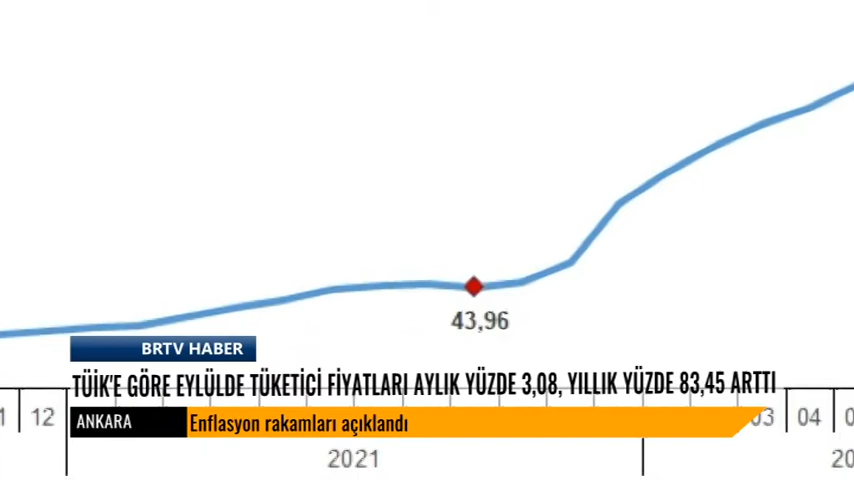 43,96
BRTV HABER
TÜİK'E GÖRE EYLÜLDE TÜKETİCİ FİYATLARI AYLIK YÜZDE 3,08, YILLIK YÜZDE 83,45 ARTTI
12
ANKARA
Enflasyon rakamları açıklandı
03
04
2021